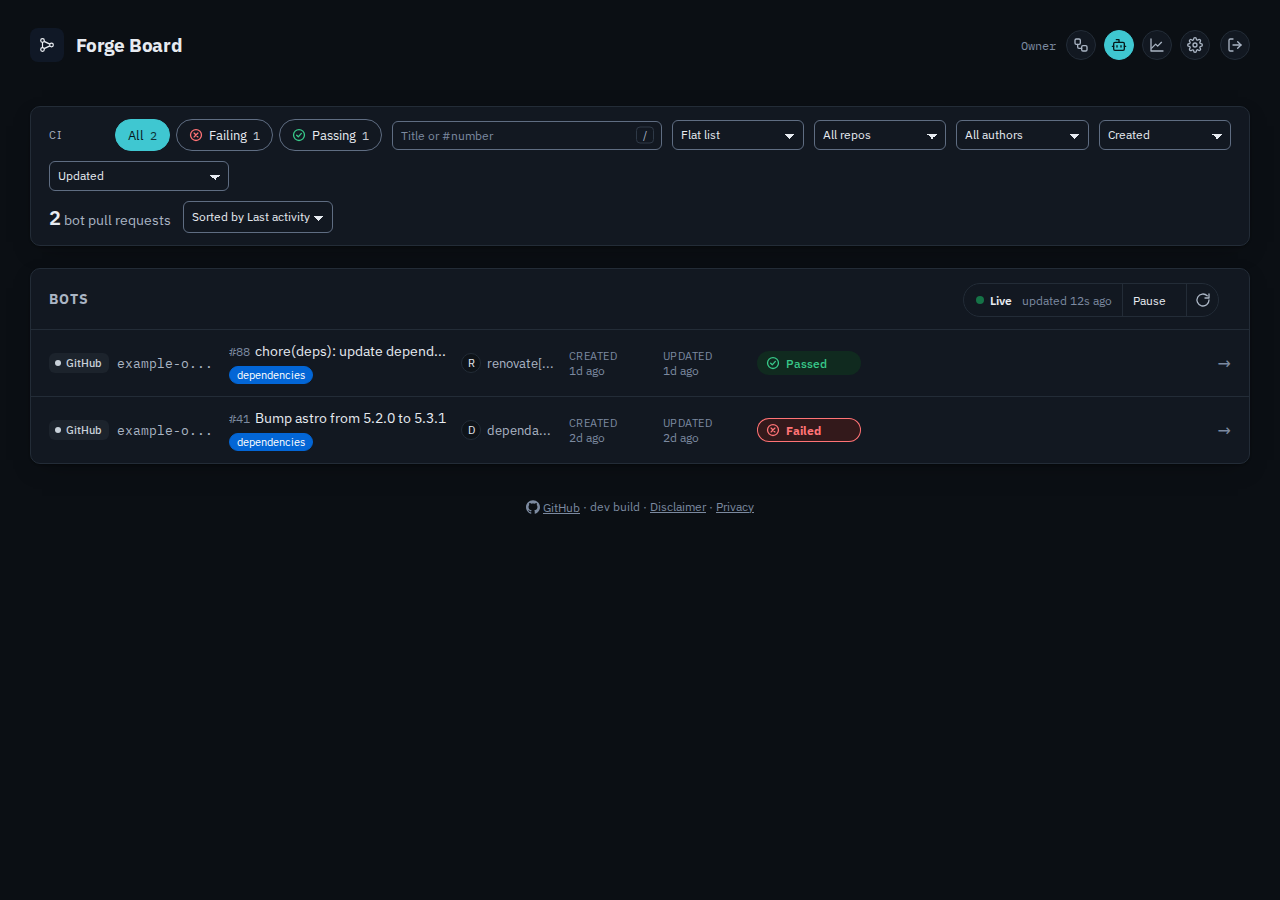 Forge Board
Owner
CI
All 2
Failing 1
Passing 1
Title or #number
/
Flat list
All repos
All authors
Created
Updated
2 bot pull requests
Sorted by Last activity
BOTS
Live updated 12s ago
Pause
GitHub
example-o...
#88 chore(deps): update depend...
dependencies
R
renovate[...
CREATED
1d ago
UPDATED
1d ago
Passed
→
GitHub
example-o...
#41 Bump astro from 5.2.0 to 5.3.1
dependencies
D
dependa...
CREATED
2d ago
UPDATED
2d ago
Failed
→
GitHub · dev build · Disclaimer · Privacy